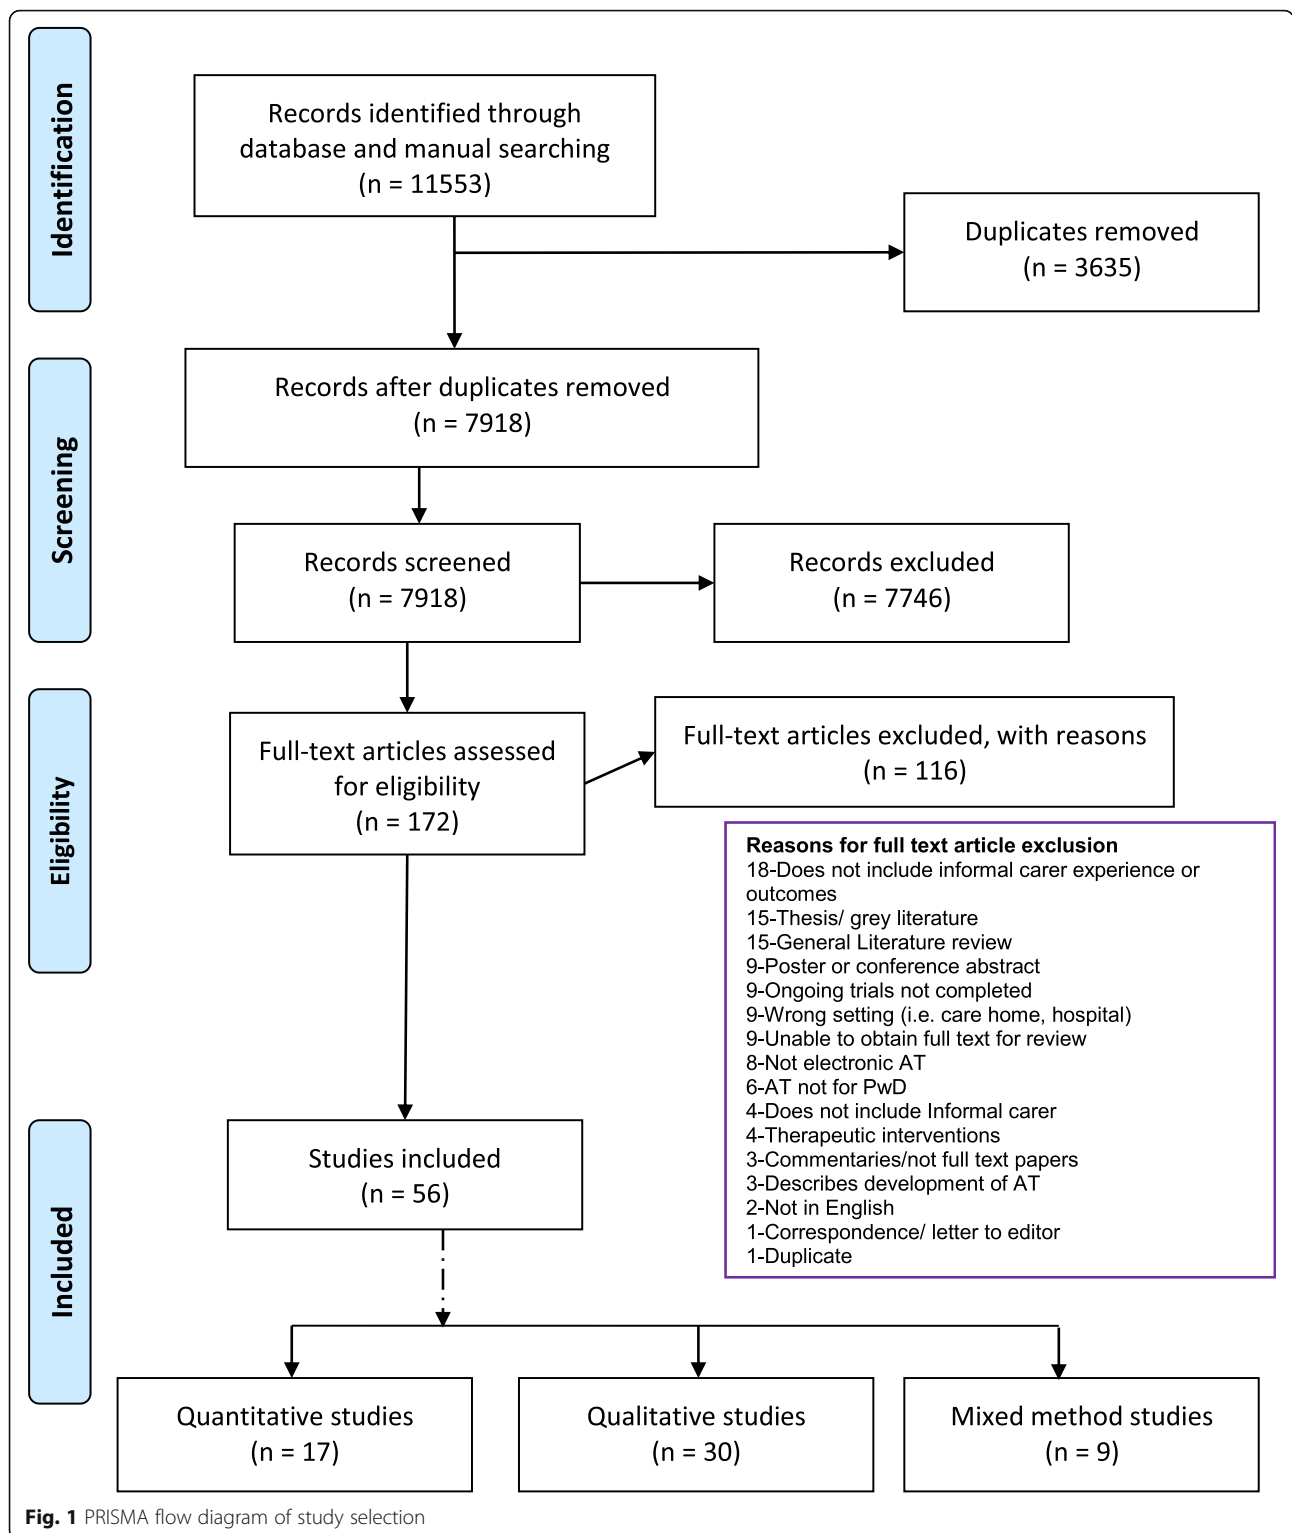 Identification
Records identified through
database and manual searching
(n = 11553)
Duplicates removed
(n = 3635)
Screening
Records after duplicates removed
(n = 7918)
Records screened
(n = 7918)
Records excluded
(n = 7746)
Eligibility
Full-text articles assessed
for eligibility
(n = 172)
Full-text articles excluded, with reasons
(n = 116)
Reasons for full text article exclusion
18-Does not include informal carer experience or
outcomes
15-Thesis/ grey literature
15-General Literature review
9-Poster or conference abstract
9-Ongoing trials not completed
9-Wrong setting (i.e. care home, hospital)
9-Unable to obtain full text for review
8-Not electronic AT
6-AT not for PwD
4-Does not include Informal carer
4-Therapeutic interventions
3-Commentaries/not full text papers
3-Describes development of AT
2-Not in English
1-Correspondence/ letter to editor
1-Duplicate
Included
Studies included
(n = 56)
Quantitative studies
(n = 17)
Qualitative studies
(n = 30)
Mixed method studies
(n = 9)
Fig. 1 PRISMA flow diagram of study selection